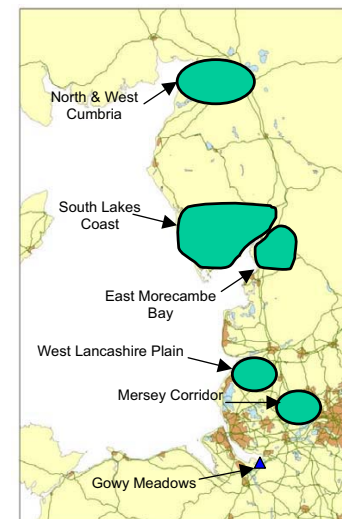 North & West
Cumbria
South Lakes
Coast
East Morecambe
Bay
West Lancashire Plain
Mersey Corridor
Gowy Meadows